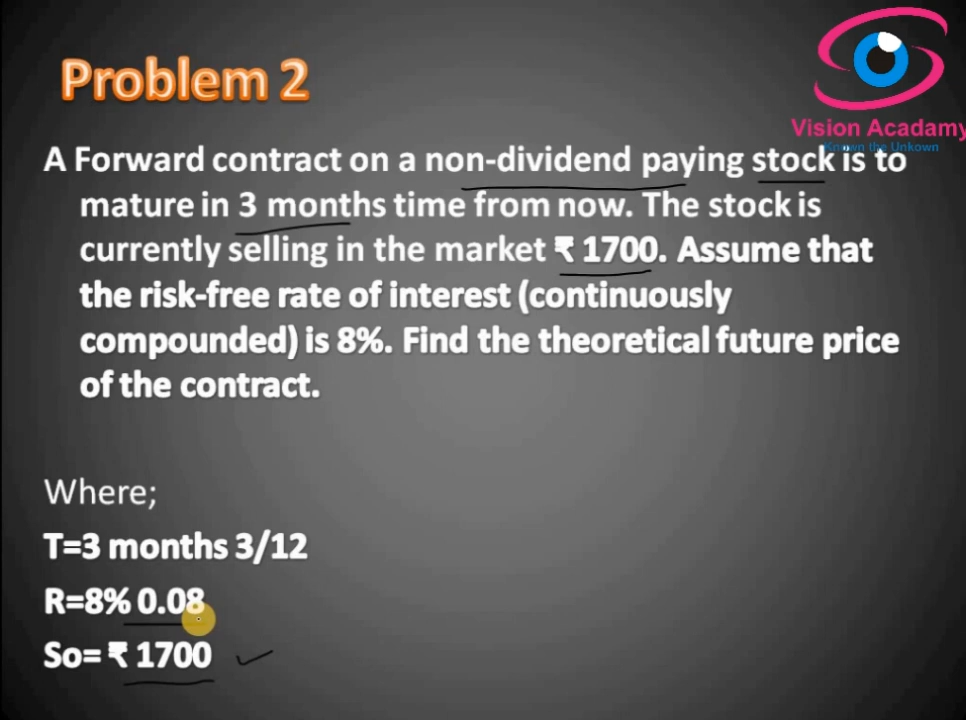 Problem 2
Vision Acadamy
Known the Unkown
A Forward contract on a non-dividend paying stock is to
mature in 3 months time from now. The stock is
currently selling in the market ₹ 1700. Assume that
the risk-free rate of interest (continuously
compounded) is 8%. Find the theoretical future price
of the contract.
Where;
T=3 months 3/12
R=8% 0.08
So= ₹ 1700